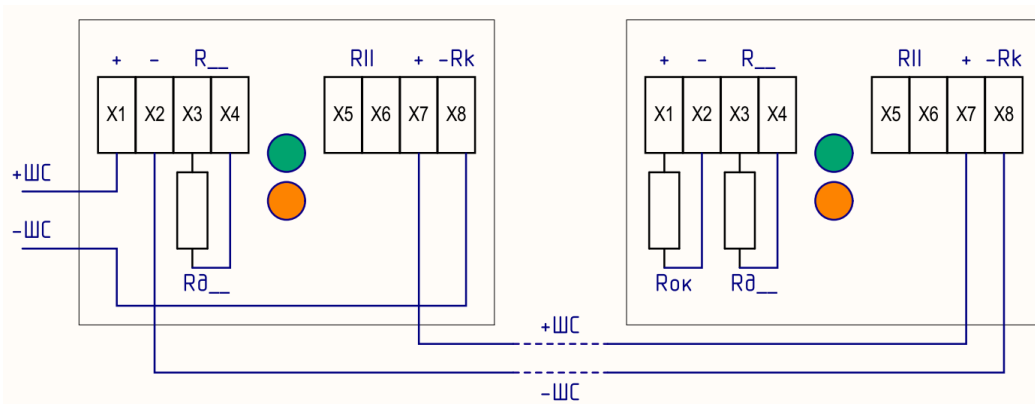 + - R__ RII + -Rk
X1 X2 X3 X4 X5 X6 X7 X8
+ШС
-ШС
Rд__
+ - R__ RII + -Rk
X1 X2 X3 X4 X5 X6 X7 X8
Rок Rд__
+ШС
-ШС